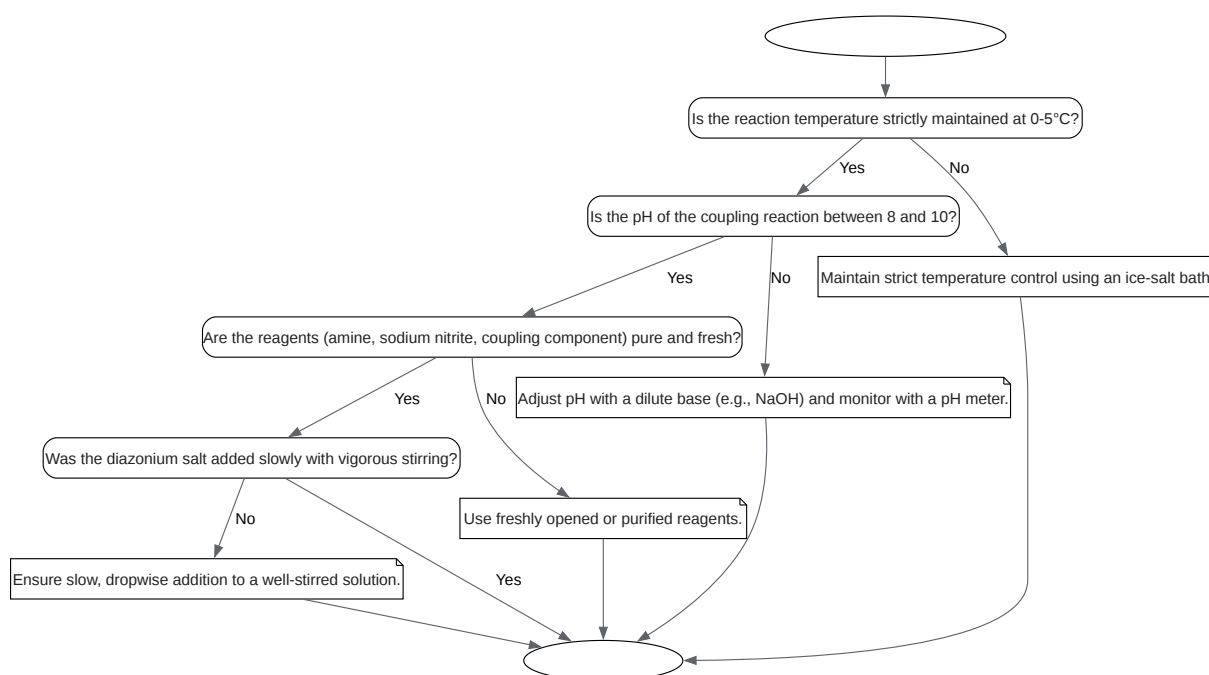 Is the reaction temperature strictly maintained at 0-5°C?
Yes
No
Is the pH of the coupling reaction between 8 and 10?
Yes
No
Maintain strict temperature control using an ice-salt bath
Are the reagents (amine, sodium nitrite, coupling component) pure and fresh?
Yes
No
Adjust pH with a dilute base (e.g., NaOH) and monitor with a pH meter.
Was the diazonium salt added slowly with vigorous stirring?
No
Yes
Use freshly opened or purified reagents.
Ensure slow, dropwise addition to a well-stirred solution.